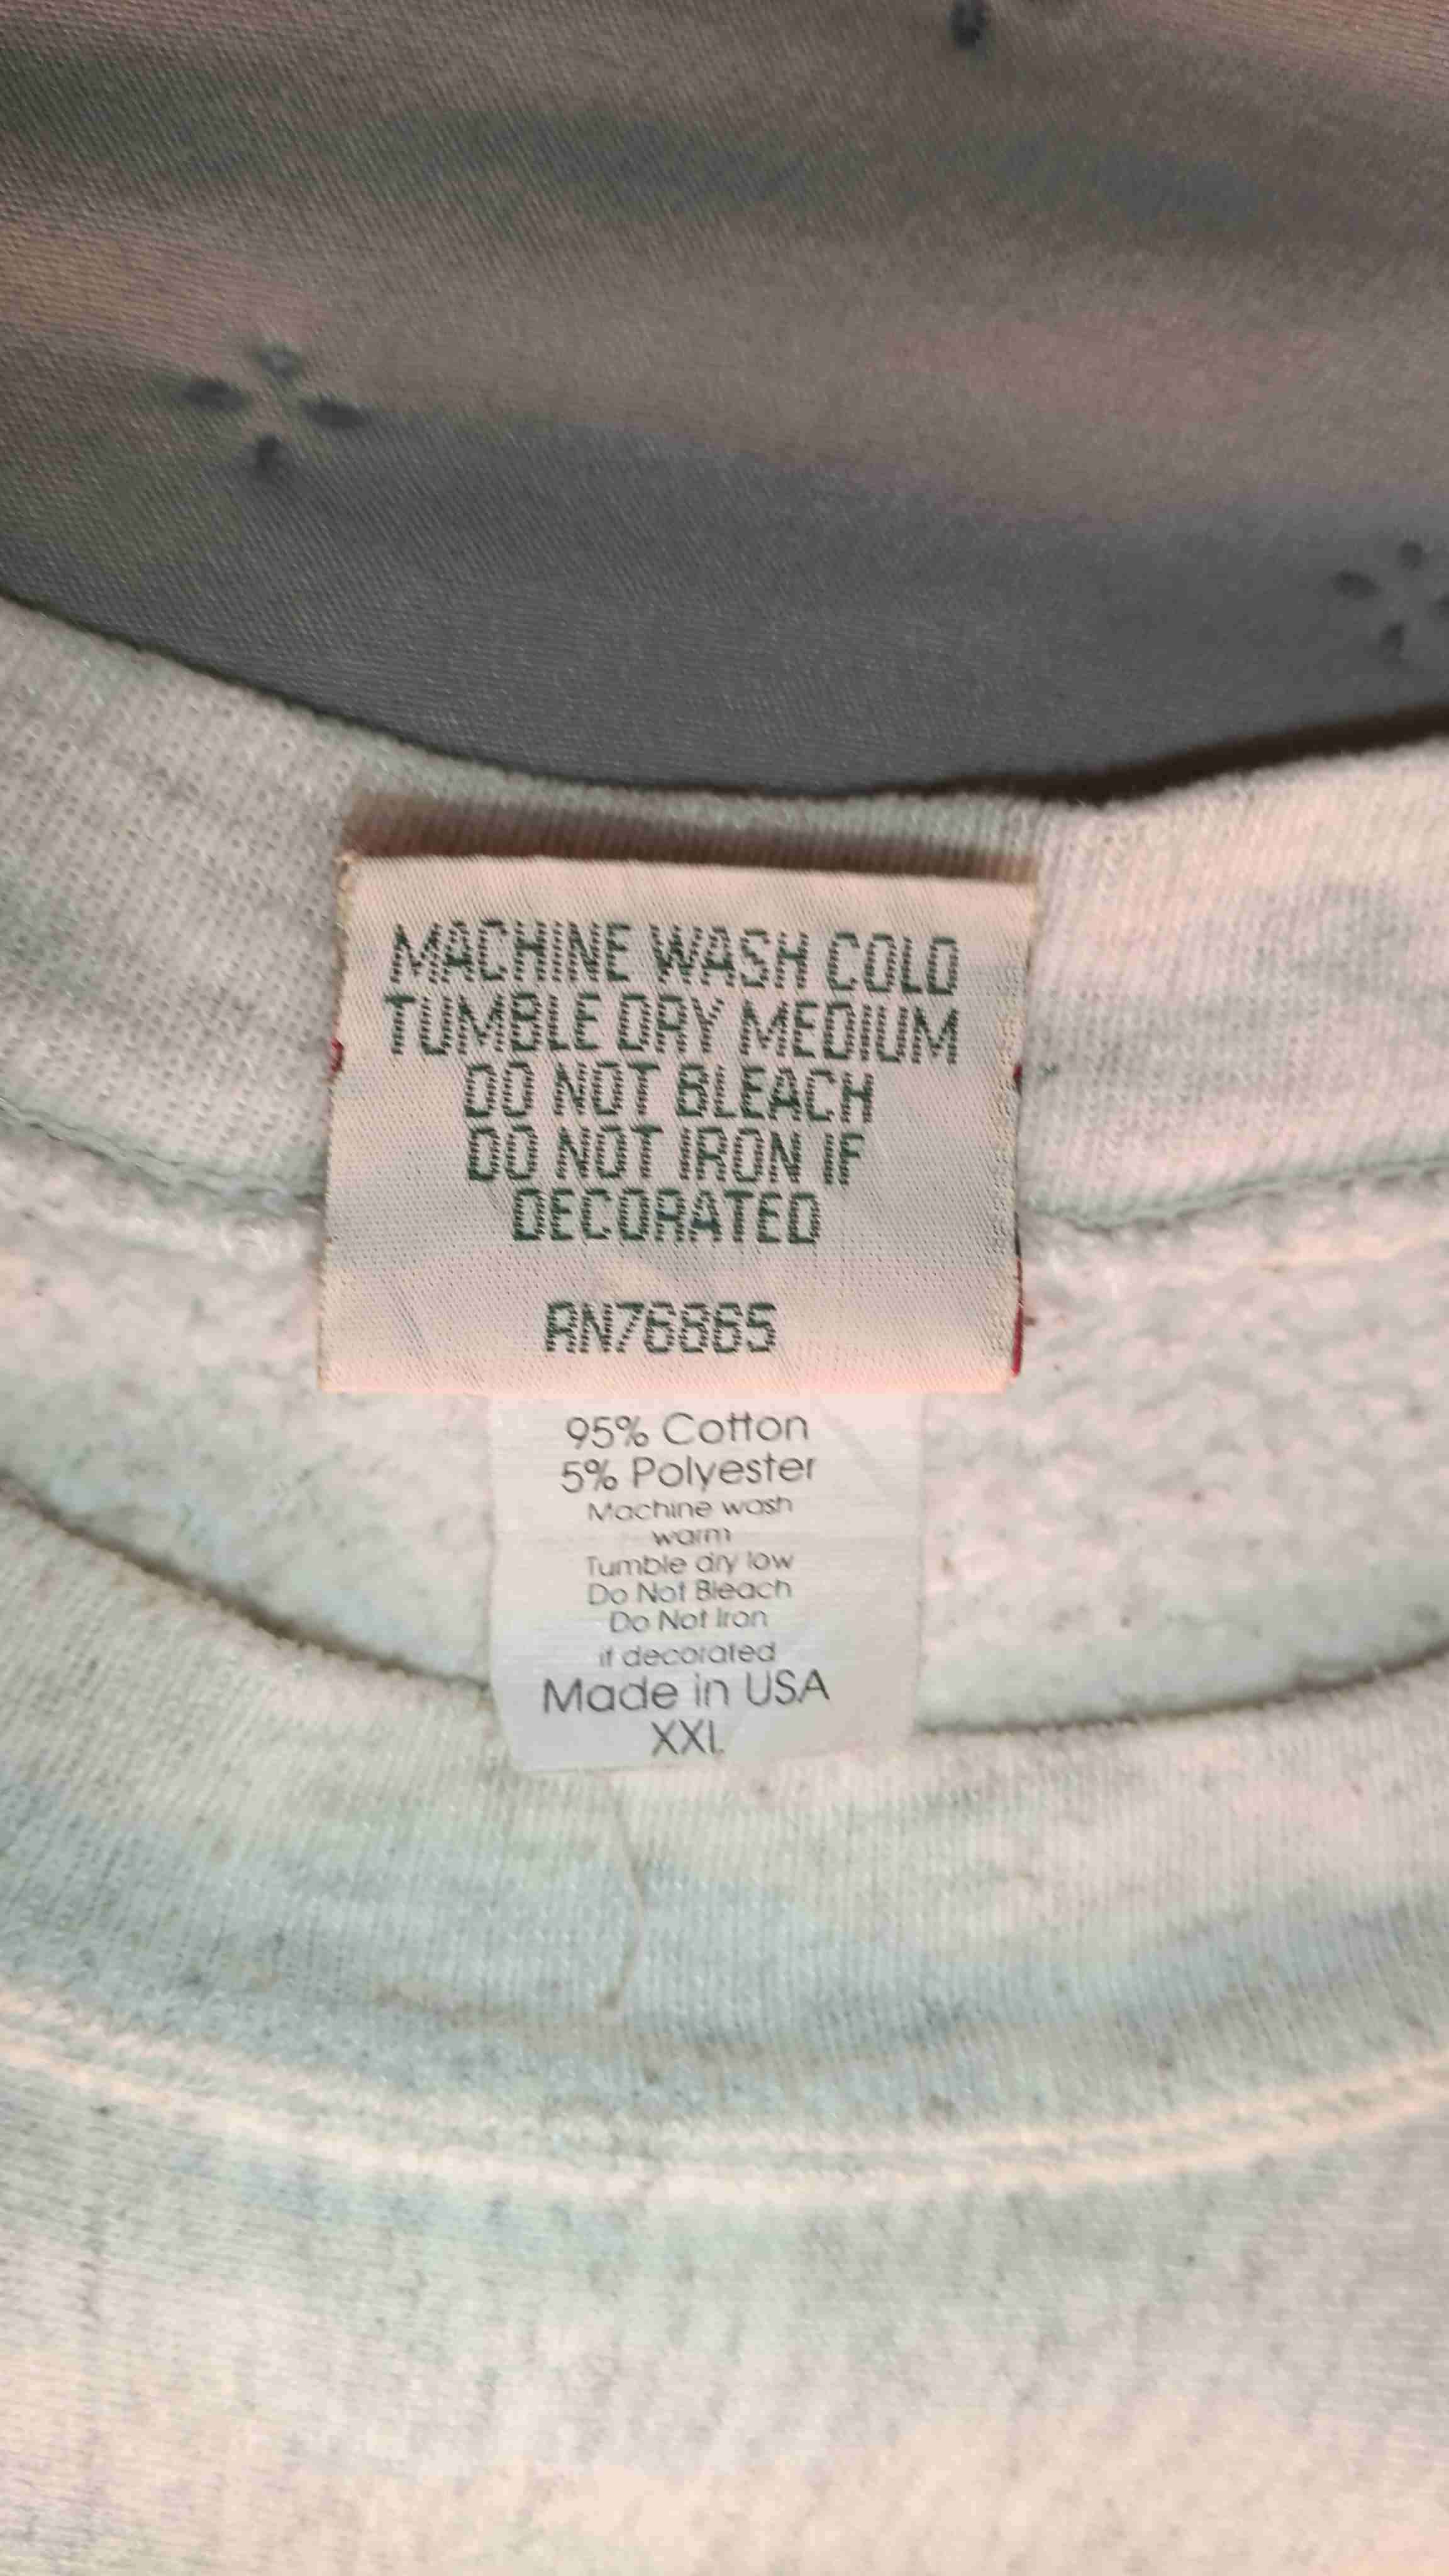 MACHINE WASH COLD
TUMBLE DRY MEDIUM
DO NOT BLEACH
DO NOT IRON IF
DECORATED
RN76865
95% Cotton
5% Polyester
Machine wash
warm
Tumble dry low
Do Not Bleach
Do Not Iron
if decorated
Made in USA
XXL